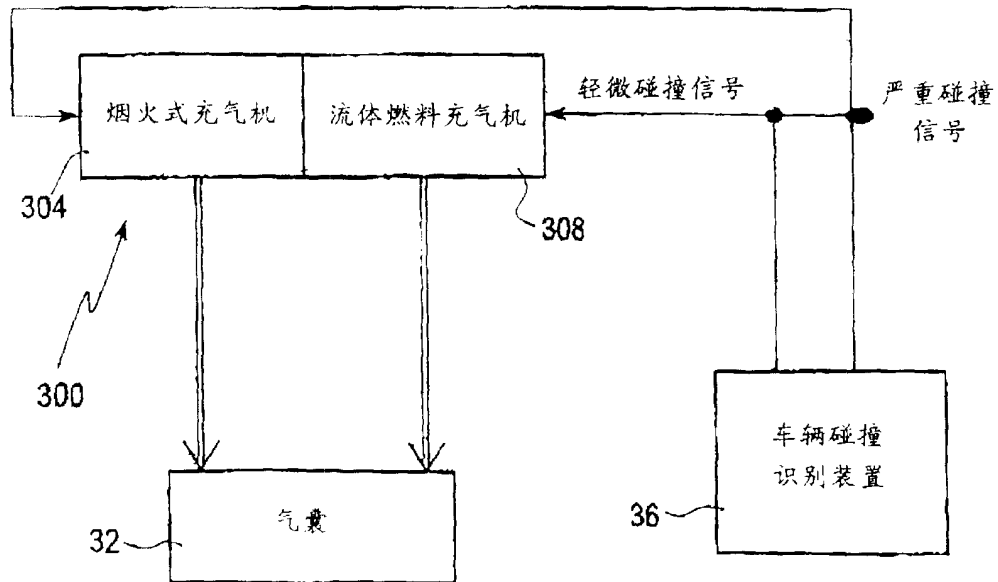 烟火式充气机
流体燃料充气机
轻微碰撞信号
严重碰撞
信号
304
308
300
车辆碰撞
识别装置
36
气囊
32